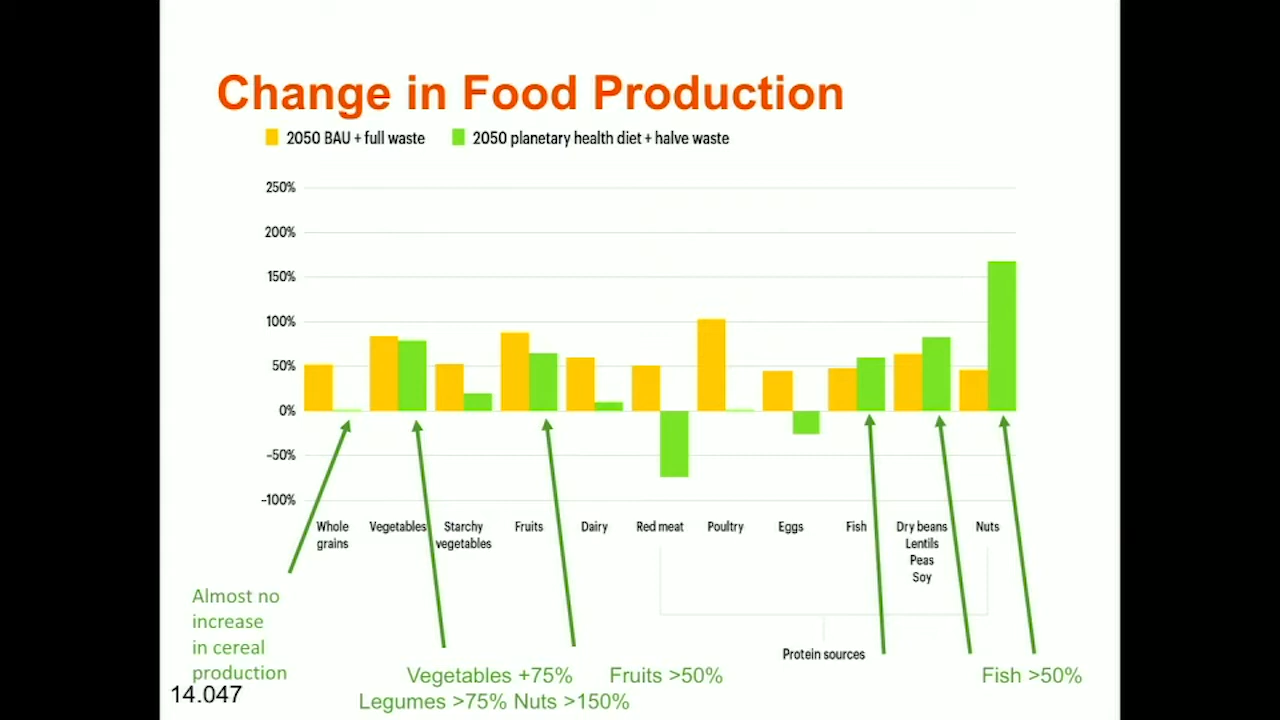 Change in Food Production
2050 BAU + full waste 2050 planetary health diet + halve waste
250%
200%
150%
100%
50%
0%
-50%
-100%
Whole grains
Vegetables
Starchy vegetables
Fruits
Dairy
Red meat
Poultry
Eggs
Fish
Dry beans
Lentils
Peas
Soy
Nuts
Protein sources
Almost no
increase
in cereal
production
Vegetables +75% Fruits >50% Fish >50%
Legumes >75% Nuts >150%
14.047